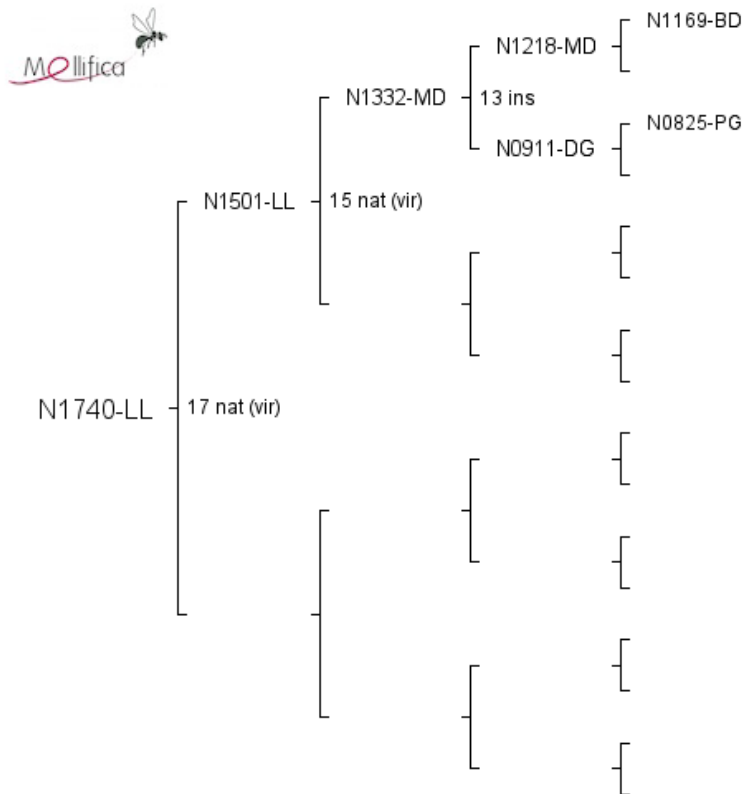 Mellifica
N1169-BD
N1218-MD
N1332-MD
13 ins
N0825-PG
N0911-DG
N1501-LL
15 nat (vir)
N1740-LL
17 nat (vir)